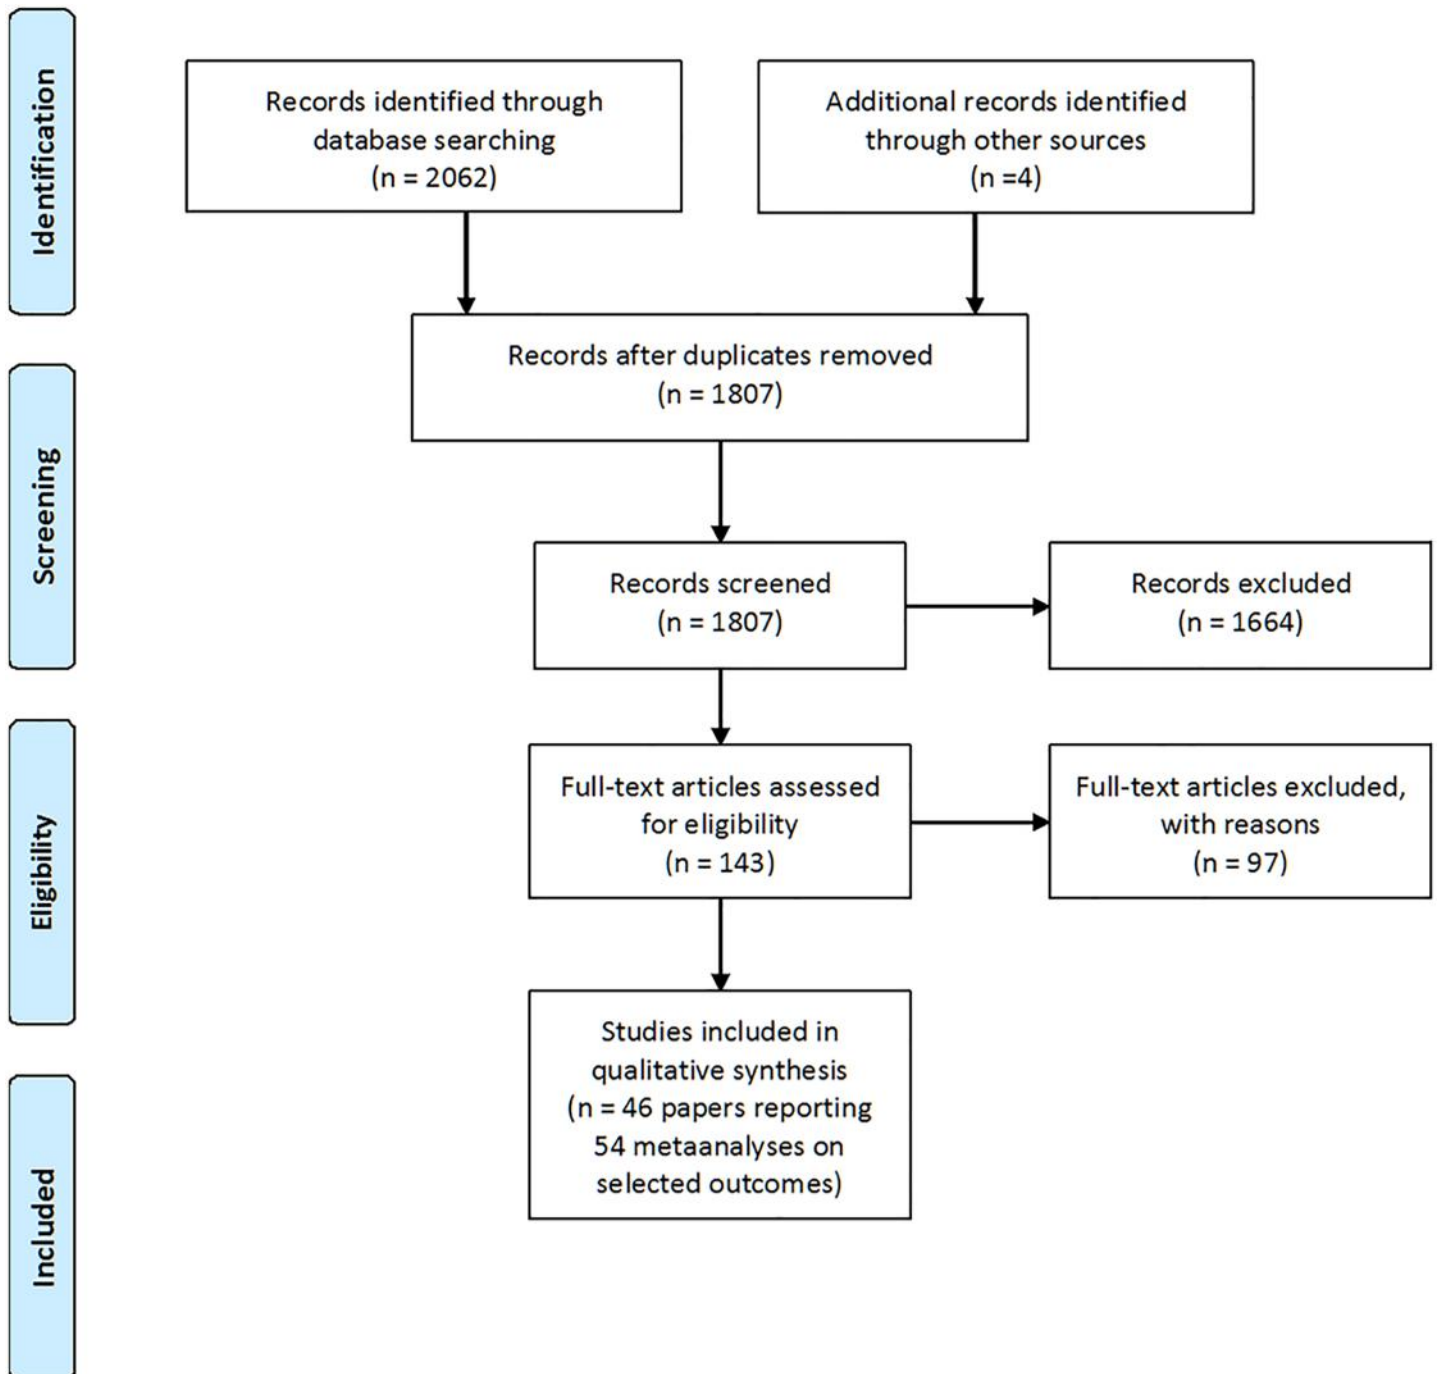 Identification
Records identified through
database searching
(n = 2062)
Additional records identified
through other sources
(n =4)
Records after duplicates removed
(n = 1807)
Screening
Records screened
(n = 1807)
Records excluded
(n = 1664)
Eligibility
Full-text articles assessed
for eligibility
(n = 143)
Full-text articles excluded,
with reasons
(n = 97)
Included
Studies included in
qualitative synthesis
(n = 46 papers reporting
54 metaanalyses on
selected outcomes)